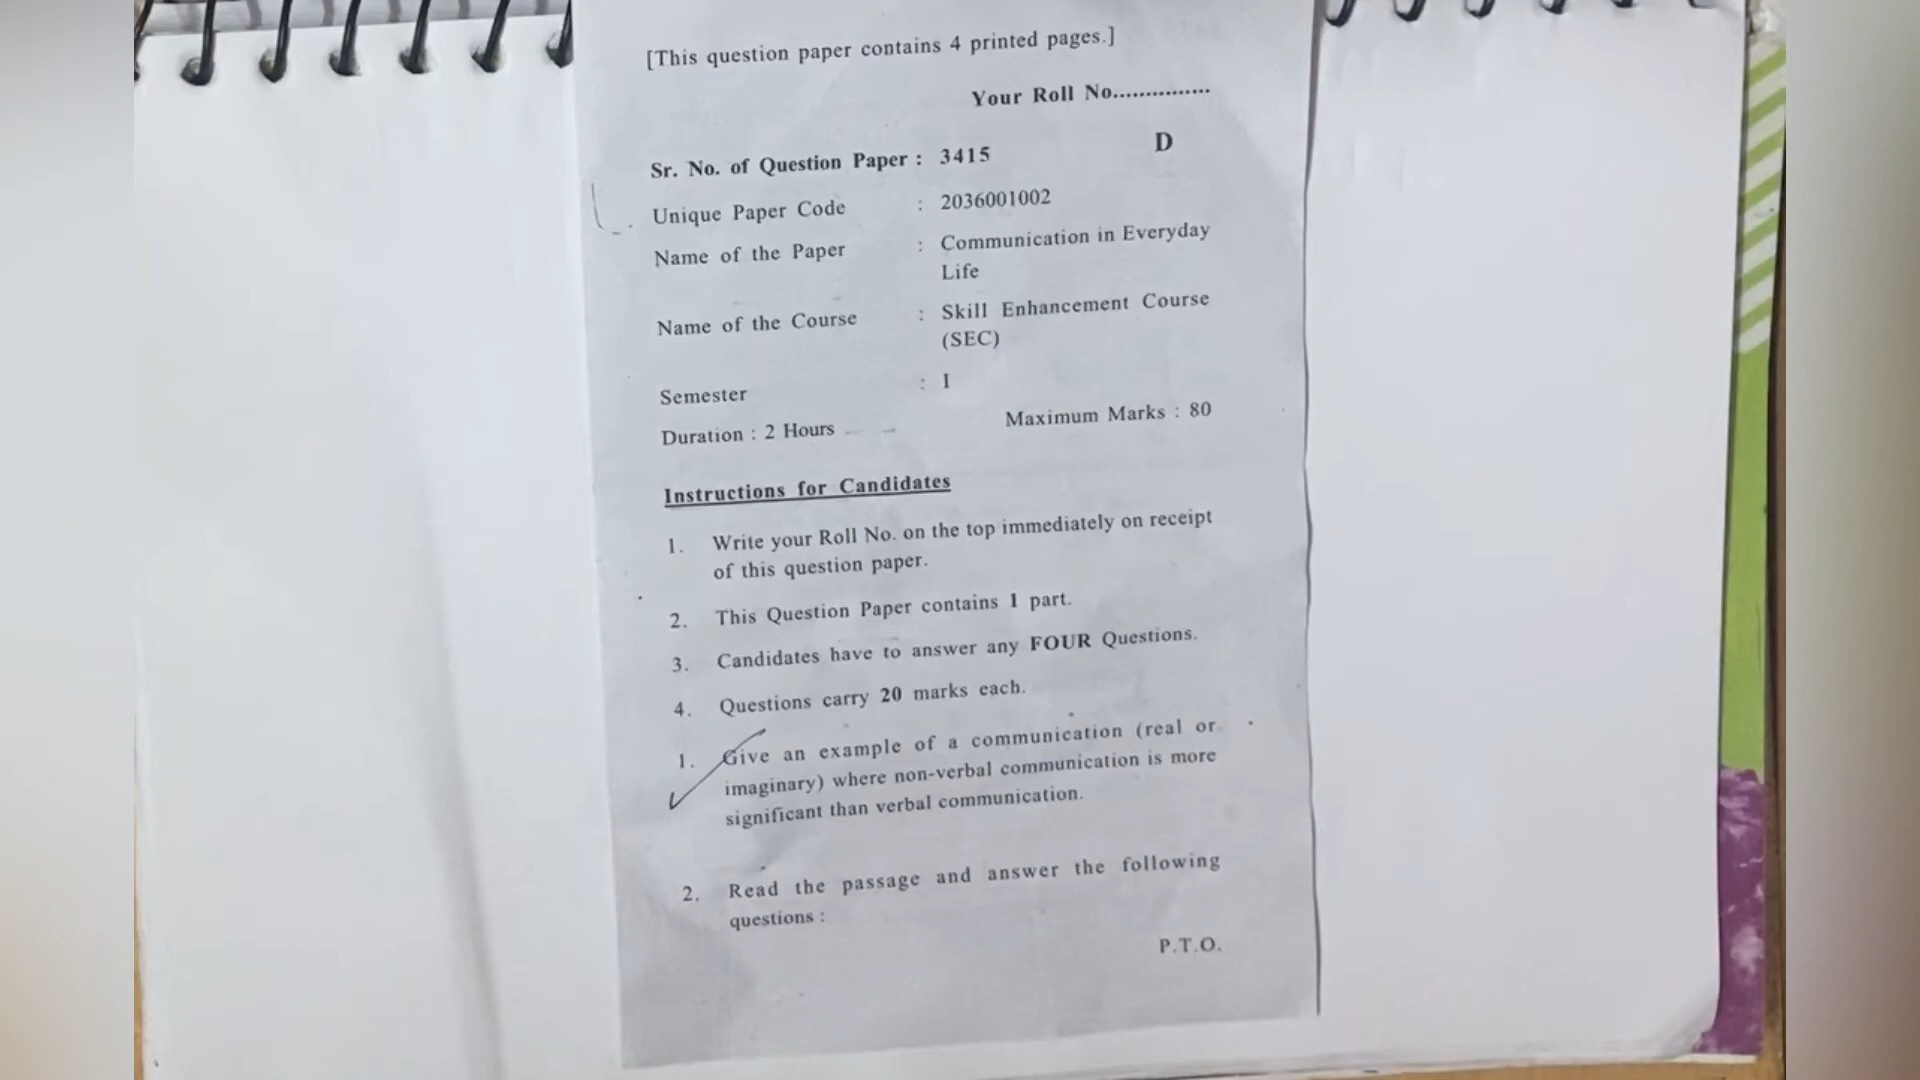 [This question paper contains 4 printed pages.]
Your Roll No...............
D
Sr. No. of Question Paper : 3415
Unique Paper Code : 2036001002
Name of the Paper : Communication in Everyday
Life
Name of the Course : Skill Enhancement Course
(SEC)
Semester : I
Duration : 2 Hours Maximum Marks : 80
Instructions for Candidates
1. Write your Roll No. on the top immediately on receipt
of this question paper.
2. This Question Paper contains 1 part.
3. Candidates have to answer any FOUR Questions.
4. Questions carry 20 marks each.
1. Give an example of a communication (real or
imaginary) where non-verbal communication is more
significant than verbal communication.
2. Read the passage and answer the following
questions :
P.T.O.